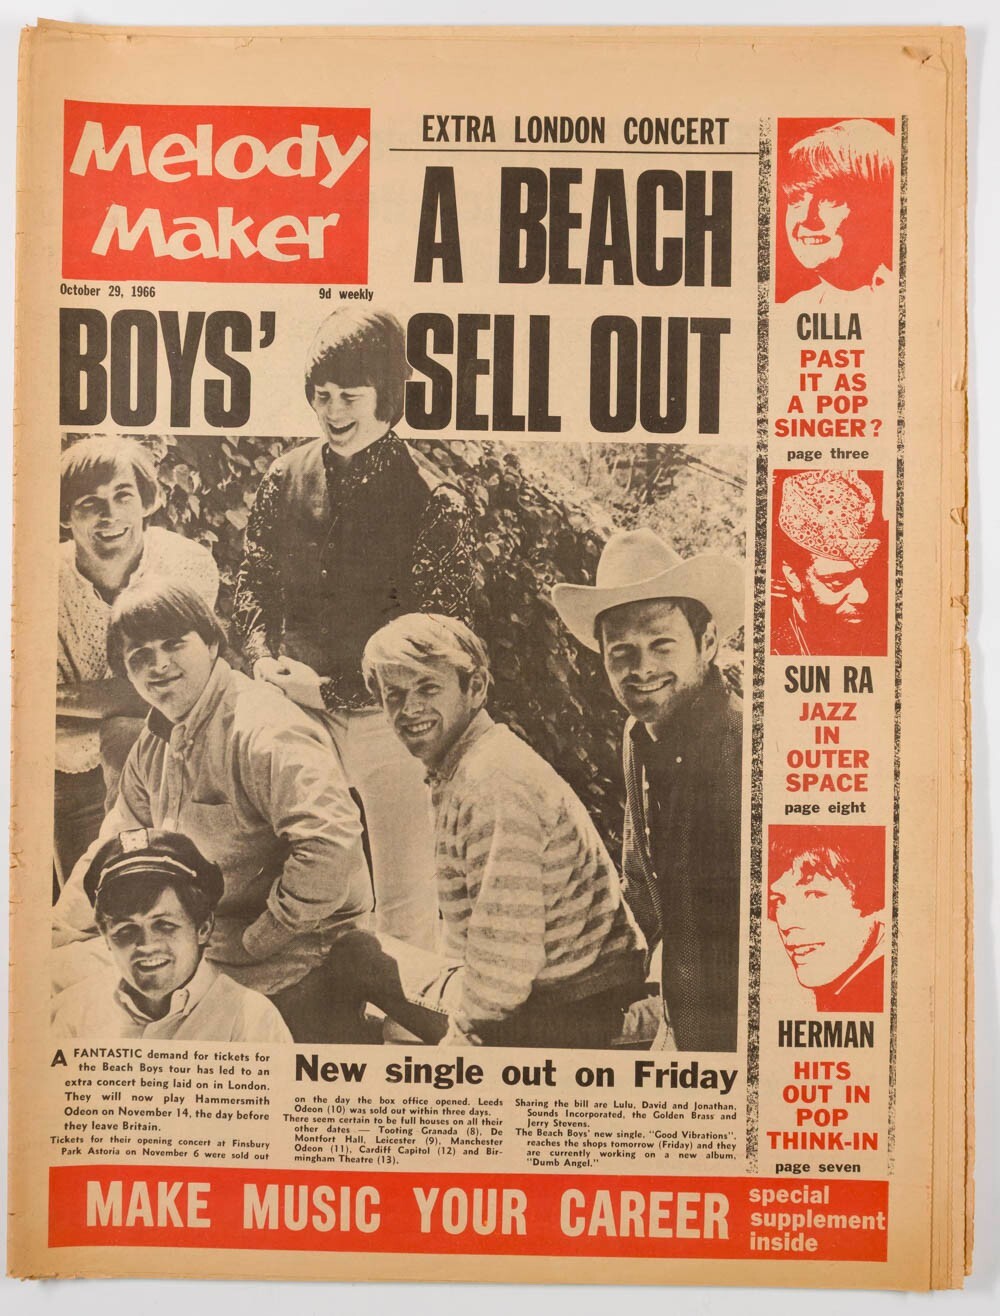 Melody
Maker
October 29, 1966
9d weekly
EXTRA LONDON CONCERT
A BEACH
BOYS' SELL OUT
A FANTASTIC demand for tickets for
the Beach Boys tour has led to an
extra concert being laid on in London.
They will now play Hammersmith
Odeon on November 14, the day before
they leave Britain.
Tickets for their opening concert at Finsbury
Park Astoria on November 6 were sold out
New single out on Friday
on the day the box office opened. Leeds
Odeon (10) was sold out within three days.
There seem certain to be full houses on all their
other dates — Tooting Granada (8), De
Montfort Hall, Leicester (9), Manchester
Odeon (11), Cardiff Capitol (12) and Bir-
mingham Theatre (13).
Sharing the bill are Lulu, David and Jonathan,
Sounds Incorporated, the Golden Brass and
Jerry Stevens.
The Beach Boys' new single, "Good Vibrations",
reaches the shops tomorrow (Friday) and they
are currently working on a new album,
"Dumb Angel."
CILLA
PAST
IT AS
A POP
SINGER?
page three
SUN RA
JAZZ
IN
OUTER
SPACE
page eight
HERMAN
HITS
OUT IN
POP
THINK-IN
page seven
MAKE MUSIC YOUR CAREER
special
supplement
inside